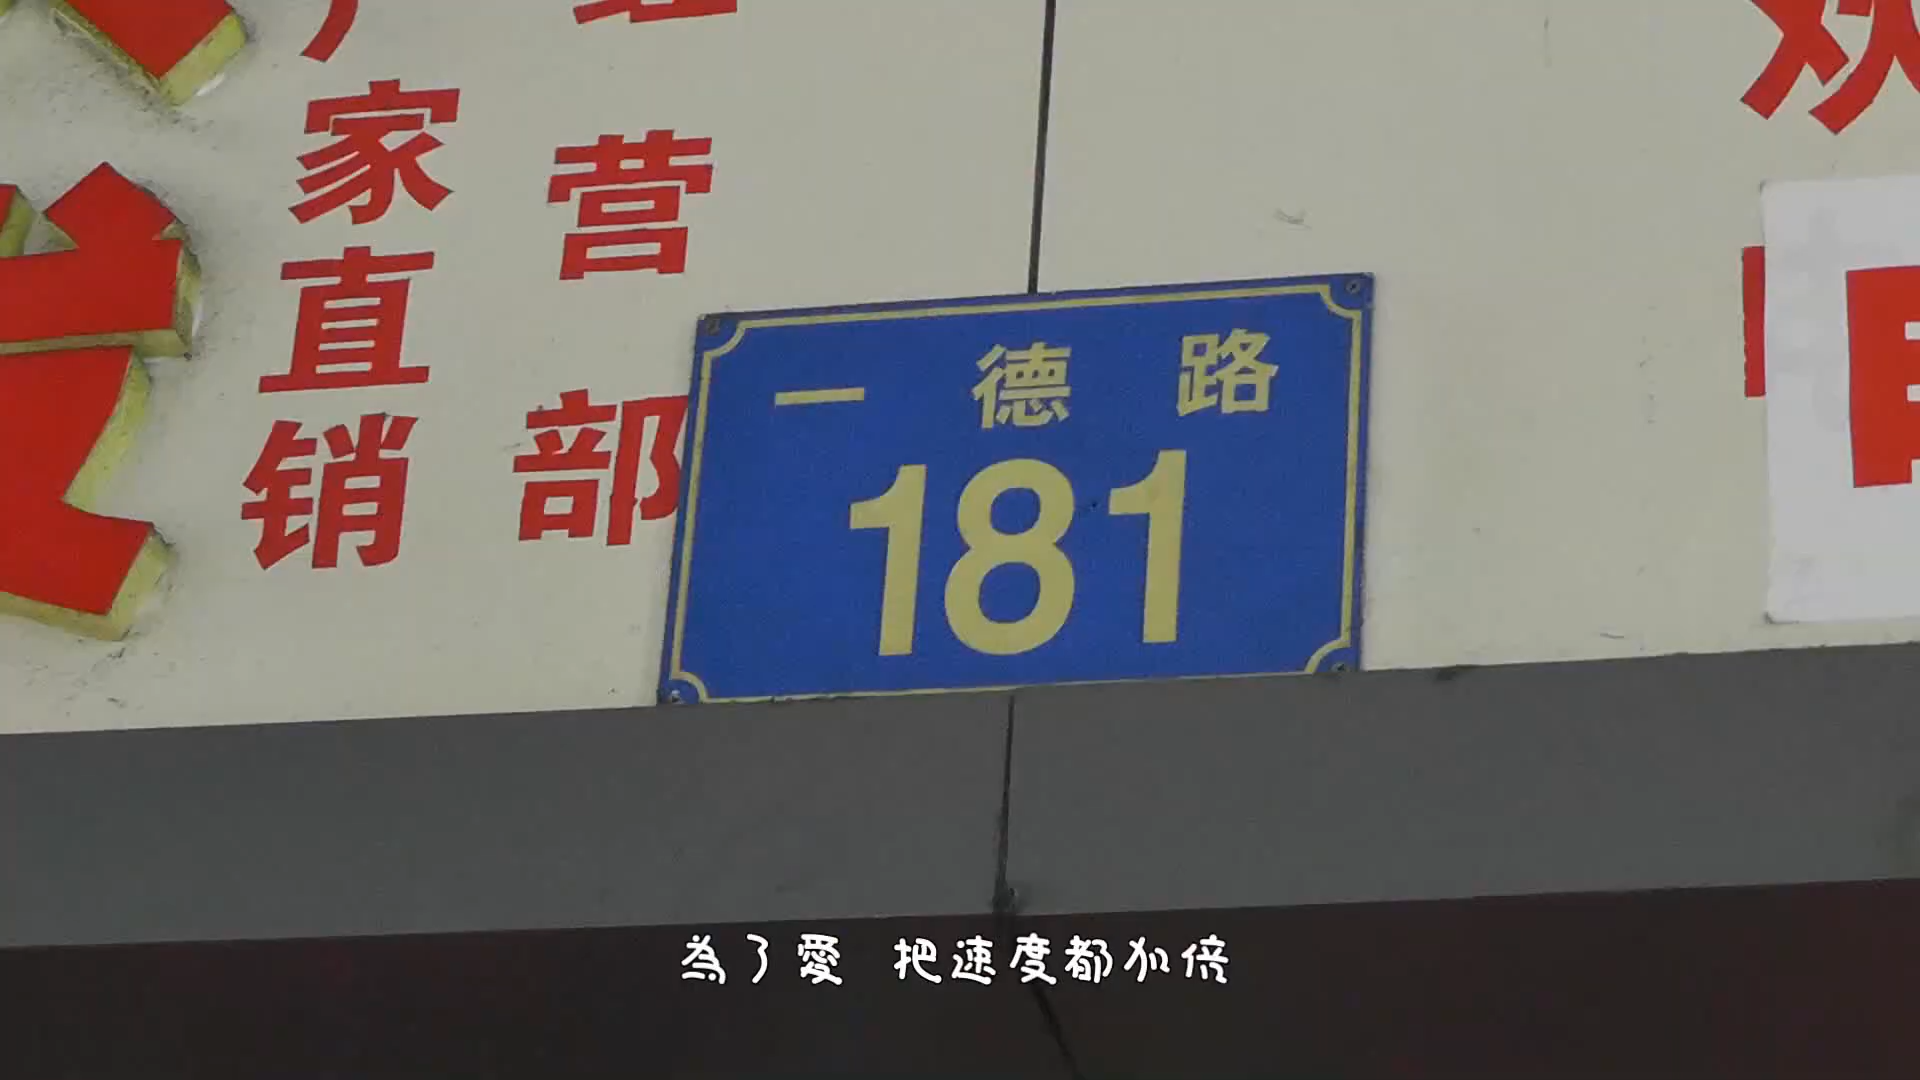 家直销
营部
一德路
181
為了愛 把速度都加倍